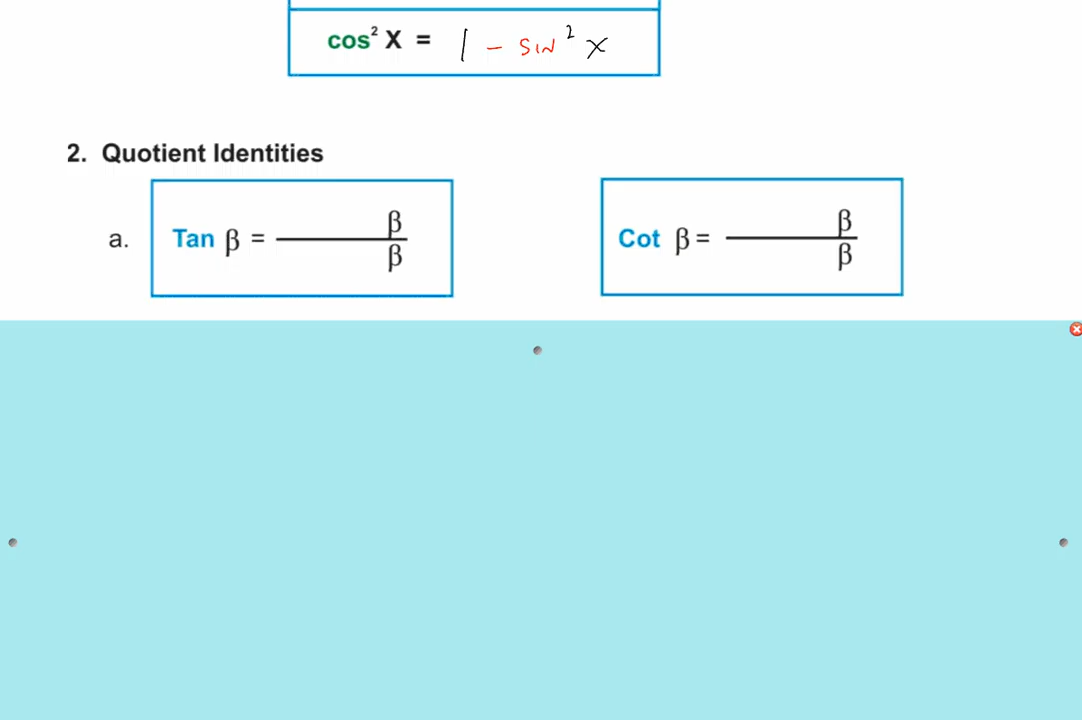 cos² X = 1 - sin² x
2. Quotient Identities
a. Tan β = β / β
Cot β = β / β